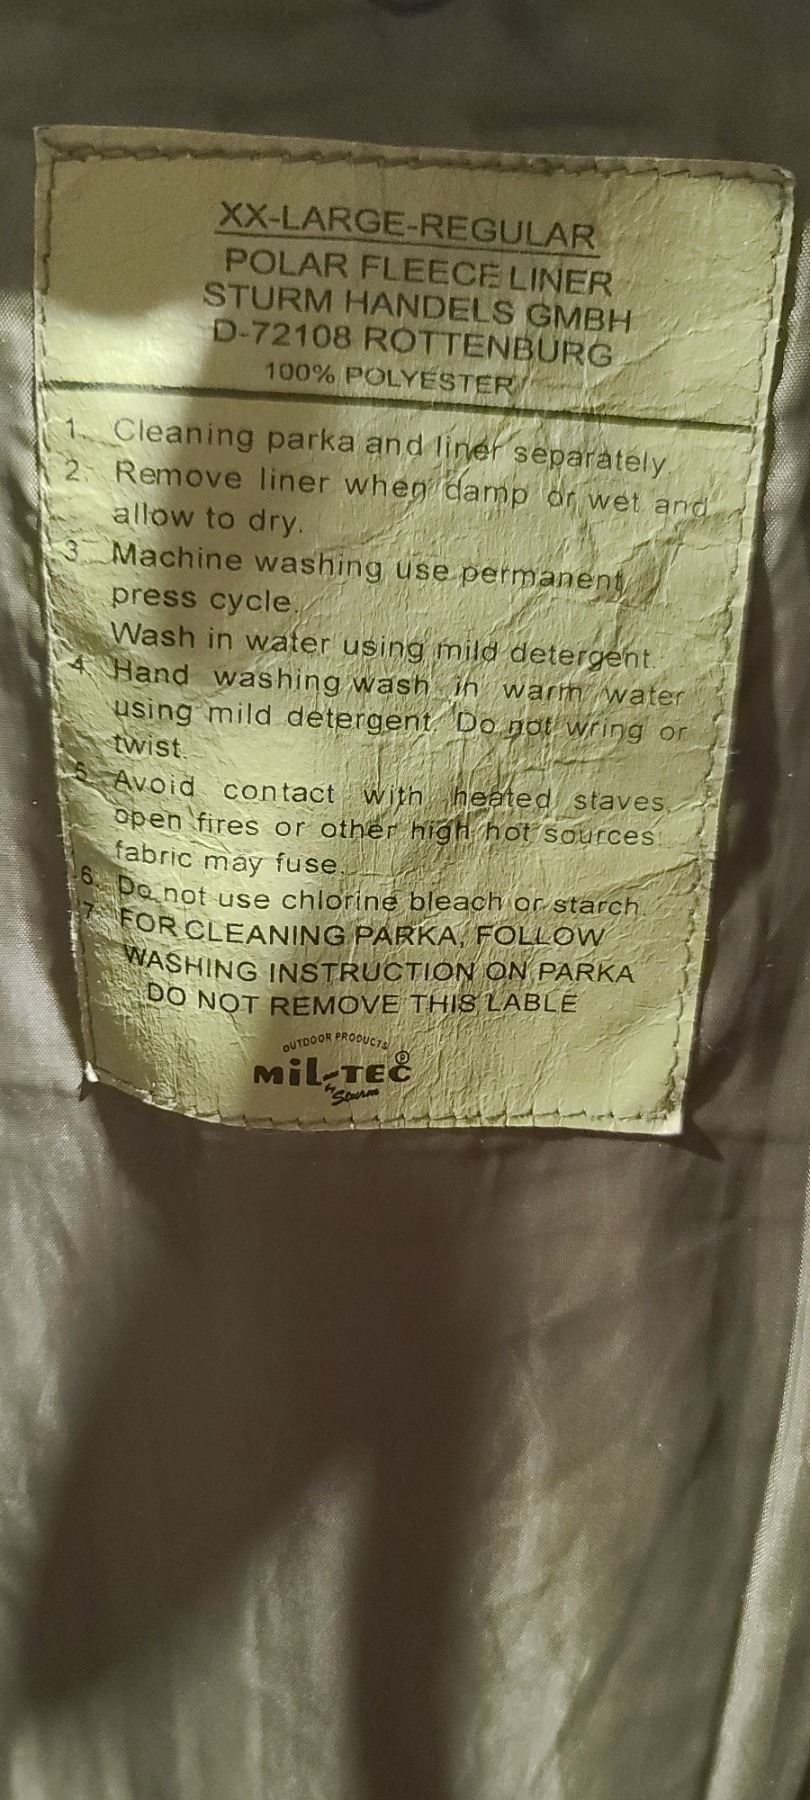 XX-LARGE-REGULAR
POLAR FLEECE LINER
STURM HANDELS GMBH
D-72108 ROTTENBURG
100% POLYESTER
1. Cleaning parka and liner separately.
2. Remove liner when damp or wet and
allow to dry.
3. Machine washing use permanent
press cycle.
Wash in water using mild detergent.
4. Hand washing wash in warm water
using mild detergent. Do not wring or
twist.
5. Avoid contact with heated staves,
open fires or other high hot sources
fabric may fuse.
6. Do not use chlorine bleach or starch.
7. FOR CLEANING PARKA, FOLLOW
WASHING INSTRUCTION ON PARKA
DO NOT REMOVE THIS LABLE
OUTDOOR PRODUCTS
MiL-TEC®
by Sturm